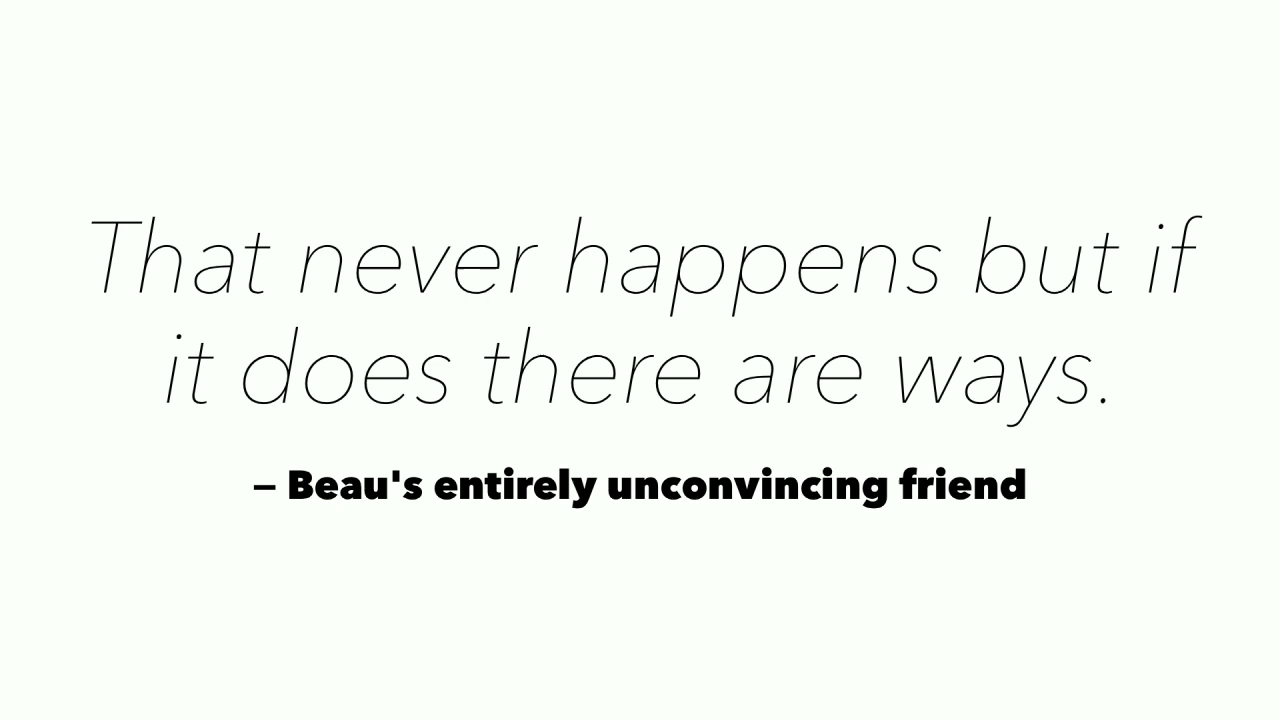 That never happens but if
it does there are ways.
– Beau's entirely unconvincing friend